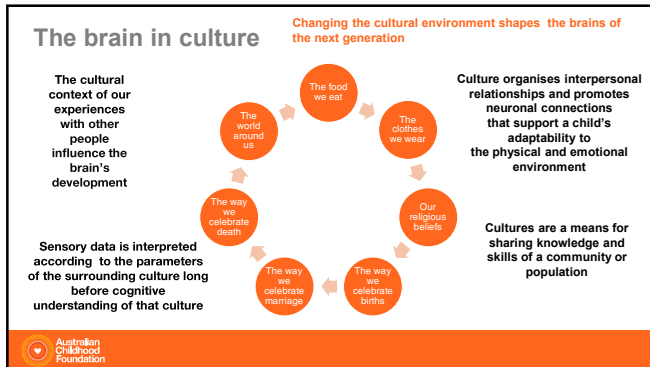 The brain in culture
Changing the cultural environment shapes the brains of
the next generation
The cultural
context of our
experiences
with other
people
influence the
brain's
development
Sensory data is interpreted
according to the parameters
of the surrounding culture long
before cognitive
understanding of that culture
The food
we eat
The
clothes
we wear
Our
religious
beliefs
The way
we
celebrate
births
The way
we
celebrate
marriage
The way
we
celebrate
death
The
world
around
us
Culture organises interpersonal
relationships and promotes
neuronal connections
that support a child's
adaptability to
the physical and emotional
environment
Cultures are a means for
sharing knowledge and
skills of a community or
population
Australian
Childhood
Foundation